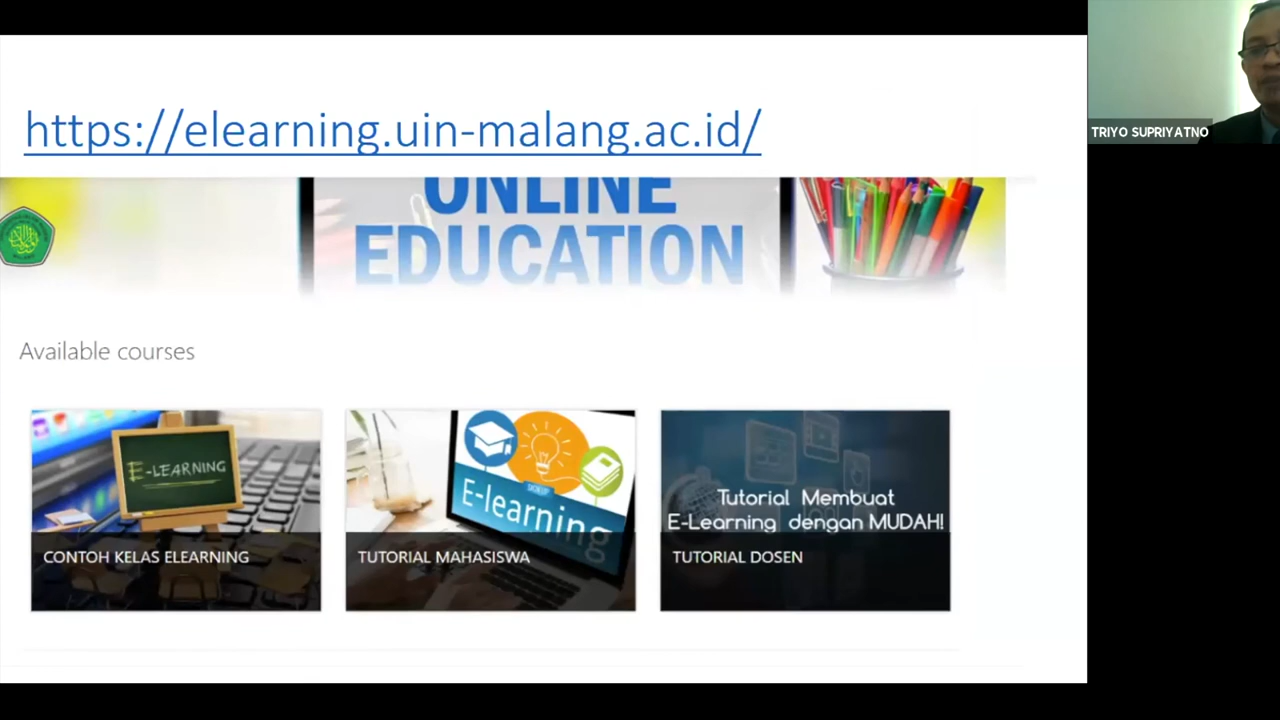 https://elearning.uin-malang.ac.id/
TRIYO SUPRIYATNO
ONLINE
EDUCATION
Available courses
E-LEARNING
E-learning
Tutorial Membuat
E-Learning dengan MUDAH!
CONTOH KELAS ELEARNING
TUTORIAL MAHASISWA
TUTORIAL DOSEN